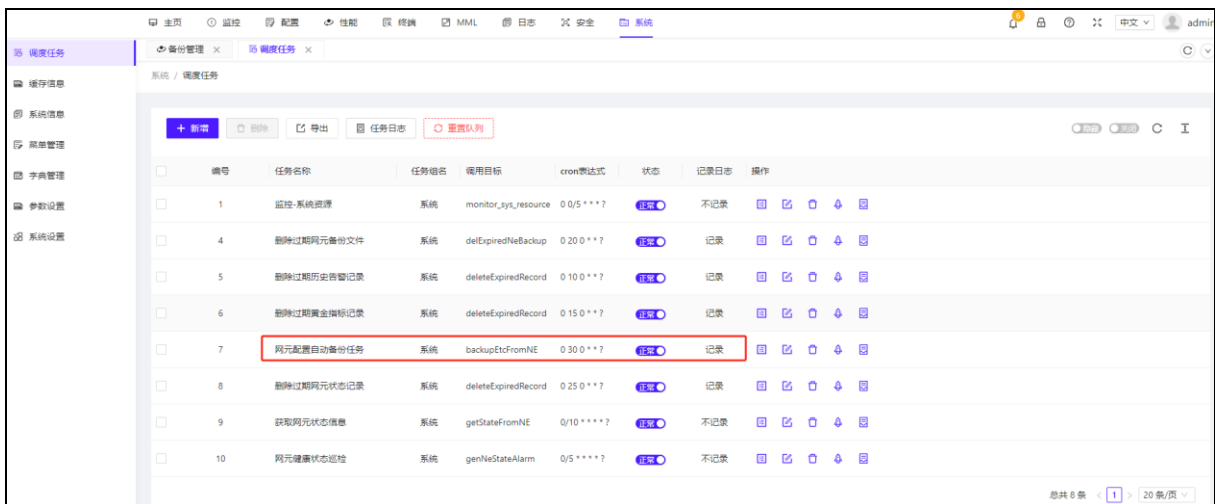 主页 监控 配置 性能 终端 MML 日志 安全 系统 6 中文 admin
调度任务
缓存信息
系统信息
菜单管理
字典管理
参数设置
系统设置
备份管理 × 调度任务 ×
系统 / 调度任务
+ 新增 删除 导出 任务日志 重置队列
编号 任务名称 任务组名 调用目标 cron表达式 状态 记录日志 操作
1 监控-系统资源 系统 monitor_sys_resource 0 0/5 * * * ? 正常 不记录
4 删除过期网元备份文件 系统 delExpiredNeBackup 0 20 0 * * ? 正常 记录
5 删除过期历史告警记录 系统 deleteExpiredRecord 0 10 0 * * ? 正常 记录
6 删除过期黄金指标记录 系统 deleteExpiredRecord 0 15 0 * * ? 正常 记录
7 网元配置自动备份任务 系统 backupEtcFromNE 0 30 0 * * ? 正常 记录
8 删除过期网元状态记录 系统 deleteExpiredRecord 0 25 0 * * ? 正常 记录
9 获取网元状态信息 系统 getStateFromNE 0/10 * * * * ? 正常 不记录
10 网元健康状态巡检 系统 genNeStateAlarm 0/5 * * * * ? 正常 不记录
总共 8 条 < 1 > 20 条/页